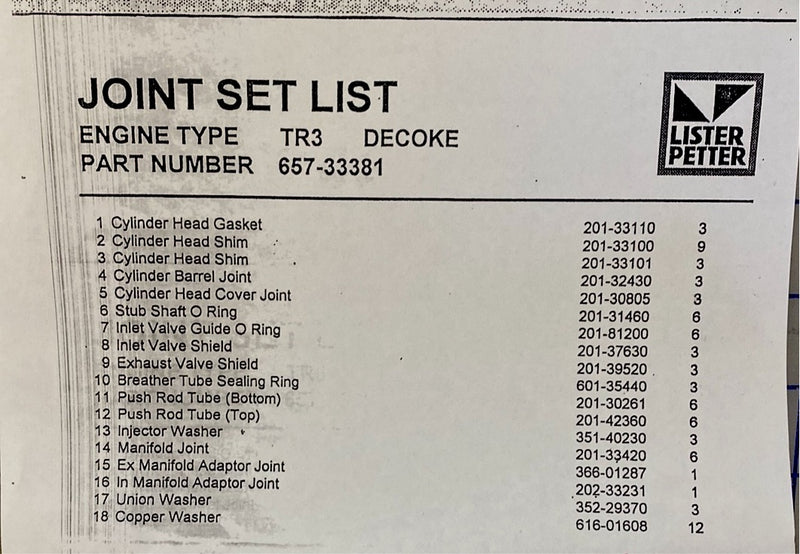 JOINT SET LIST
ENGINE TYPE TR3 DECOKE
PART NUMBER 657-33381
LISTER
PETTER
1 Cylinder Head Gasket 201-33110 3
2 Cylinder Head Shim 201-33100 9
3 Cylinder Head Shim 201-33101 3
4 Cylinder Barrel Joint 201-32430 3
5 Cylinder Head Cover Joint 201-30805 3
6 Stub Shaft O Ring 201-31460 6
7 Inlet Valve Guide O Ring 201-81200 6
8 Inlet Valve Shield 201-37630 3
9 Exhaust Valve Shield 201-39520 3
10 Breather Tube Sealing Ring 601-35440 3
11 Push Rod Tube (Bottom) 201-30261 6
12 Push Rod Tube (Top) 201-42360 6
13 Injector Washer 351-40230 3
14 Manifold Joint 201-33420 6
15 Ex Manifold Adaptor Joint 366-01287 1
16 In Manifold Adaptor Joint 202-33231 1
17 Union Washer 352-29370 3
18 Copper Washer 616-01608 12